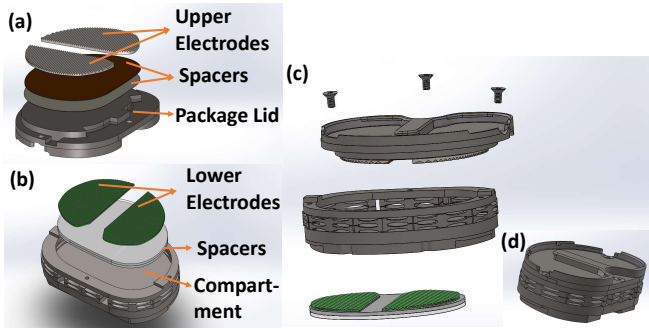 (a)
Upper
Electrodes
Spacers
Package Lid
(b)
Lower
Electrodes
Spacers
Compart-
ment
(c)
(d)